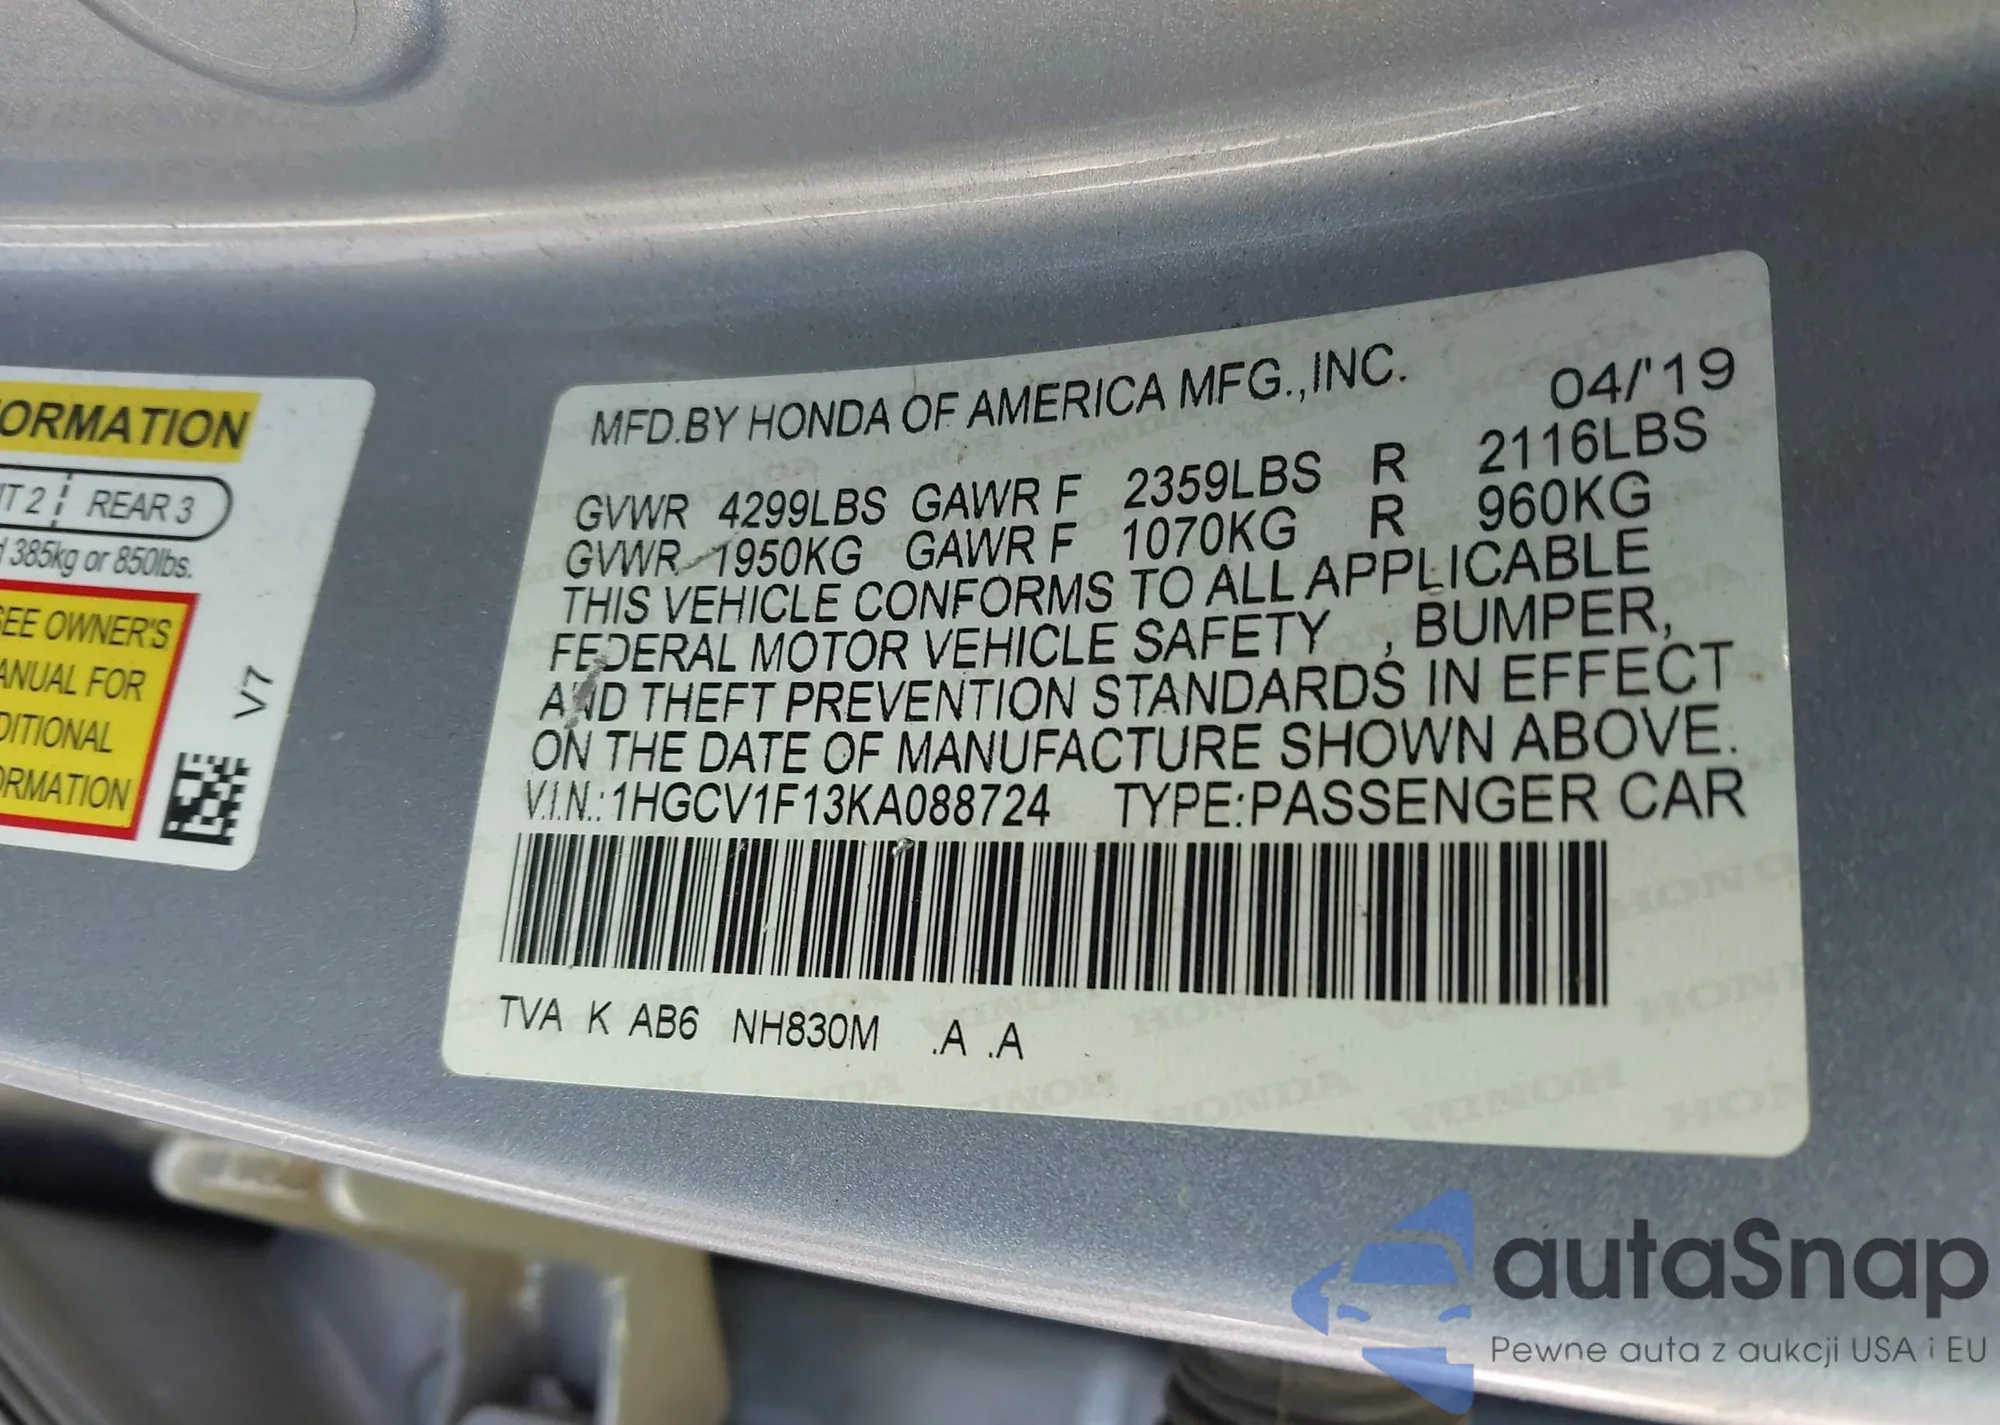 ORMATION
IT 2 REAR 3
385kg or 850lbs.
SEE OWNER'S
ANUAL FOR
DITIONAL
ORMATION
V7
MFD.BY HONDA OF AMERICA MFG.,INC. 04/'19
GVWR 4299LBS GAWR F 2359LBS R 2116LBS
GVWR 1950KG GAWR F 1070KG R 960KG
THIS VEHICLE CONFORMS TO ALL APPLICABLE
FEDERAL MOTOR VEHICLE SAFETY , BUMPER,
AND THEFT PREVENTION STANDARDS IN EFFECT
ON THE DATE OF MANUFACTURE SHOWN ABOVE.
V.I.N.:1HGCV1F13KA088724 TYPE:PASSENGER CAR
TVA K AB6 NH830M .A .A
autaSnap
Pewne auta z aukcji USA i EU